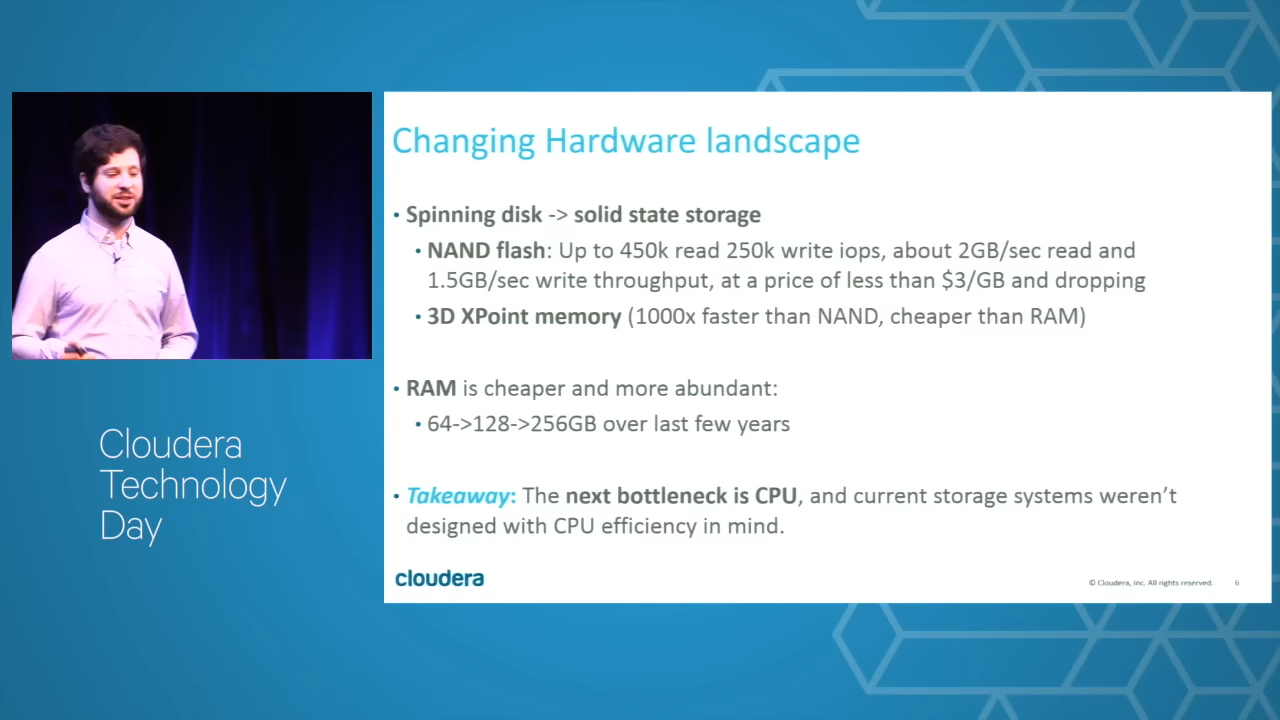 Changing Hardware landscape
• Spinning disk -> solid state storage
• NAND flash: Up to 450k read 250k write iops, about 2GB/sec read and
1.5GB/sec write throughput, at a price of less than $3/GB and dropping
• 3D XPoint memory (1000x faster than NAND, cheaper than RAM)
• RAM is cheaper and more abundant:
• 64->128->256GB over last few years
• Takeaway: The next bottleneck is CPU, and current storage systems weren't
designed with CPU efficiency in mind.
cloudera
© Cloudera, Inc. All rights reserved. 6
Cloudera
Technology
Day